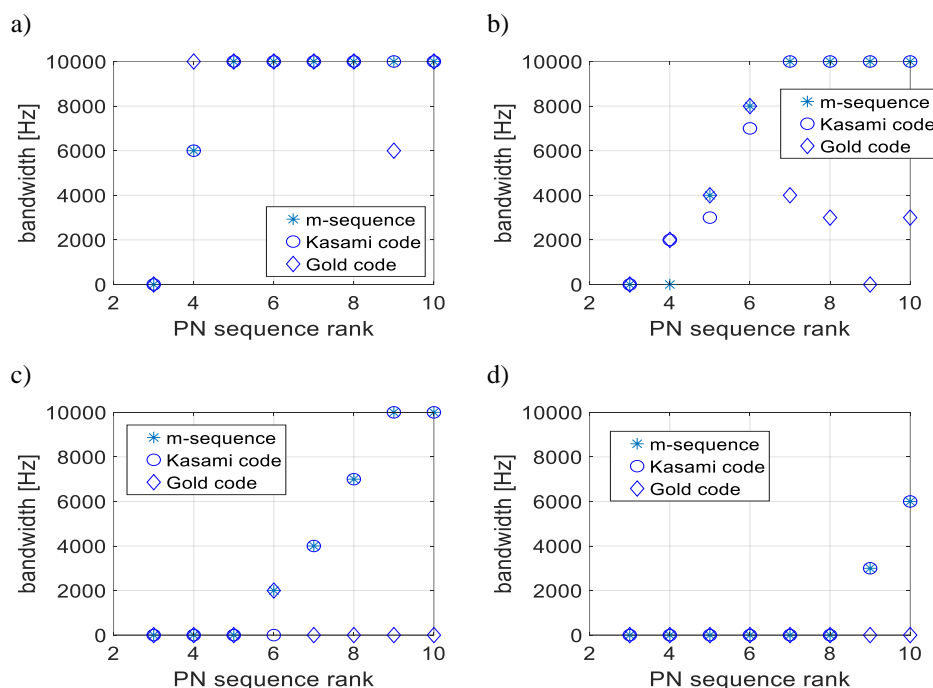 a)
bandwidth [Hz]
10000
8000
6000
4000
2000
0
2
4
6
8
10
PN sequence rank
m-sequence
Kasami code
Gold code
b)
bandwidth [Hz]
10000
8000
6000
4000
2000
0
2
4
6
8
10
PN sequence rank
m-sequence
Kasami code
Gold code
c)
bandwidth [Hz]
10000
8000
6000
4000
2000
0
2
4
6
8
10
PN sequence rank
m-sequence
Kasami code
Gold code
d)
bandwidth [Hz]
10000
8000
6000
4000
2000
0
2
4
6
8
10
PN sequence rank
m-sequence
Kasami code
Gold code